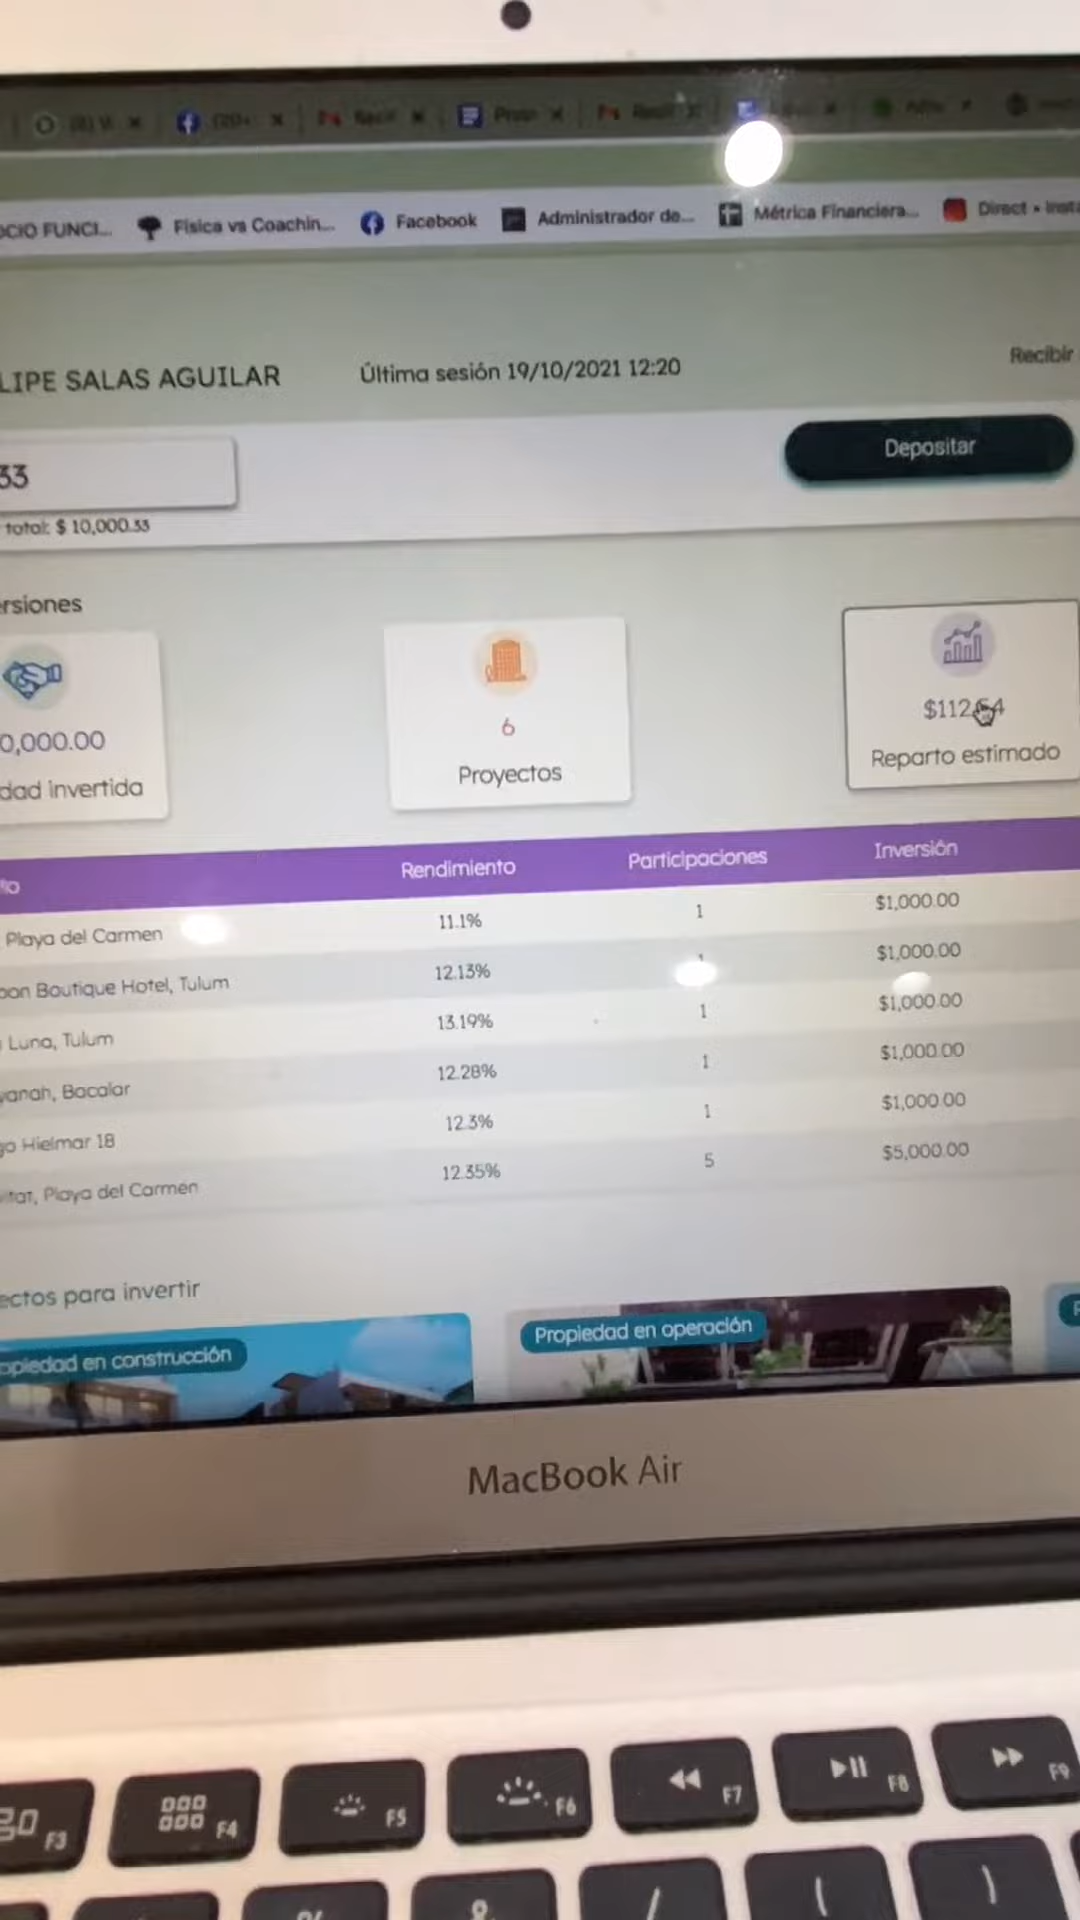 OCIO FUNCI... Física vs Coachin... Facebook Administrador de... Métrica Financiera... Direct • Insta
LIPE SALAS AGUILAR Última sesión 19/10/2021 12:20 Recibir
33 Depositar
total: $ 10,000.33
ersiones
0,000.00 6
dad invertida Proyectos Reparto estimado
Rendimiento Participaciones Inversión
Playa del Carmen 11.1% 1 $1,000.00
oon Boutique Hotel, Tulum 12.13% $1,000.00
Luna, Tulum 13.19% 1 $1,000.00
yanah, Bacalar 12.28% 1 $1,000.00
go Hielmar 18 12.3% 1 $1,000.00
itat, Playa del Carmen 12.35% 5 $5,000.00
ectos para invertir
opiedad en construcción Propiedad en operación
MacBook Air
F3 F4 F5 F6 F7 F8 F9
/ ( )